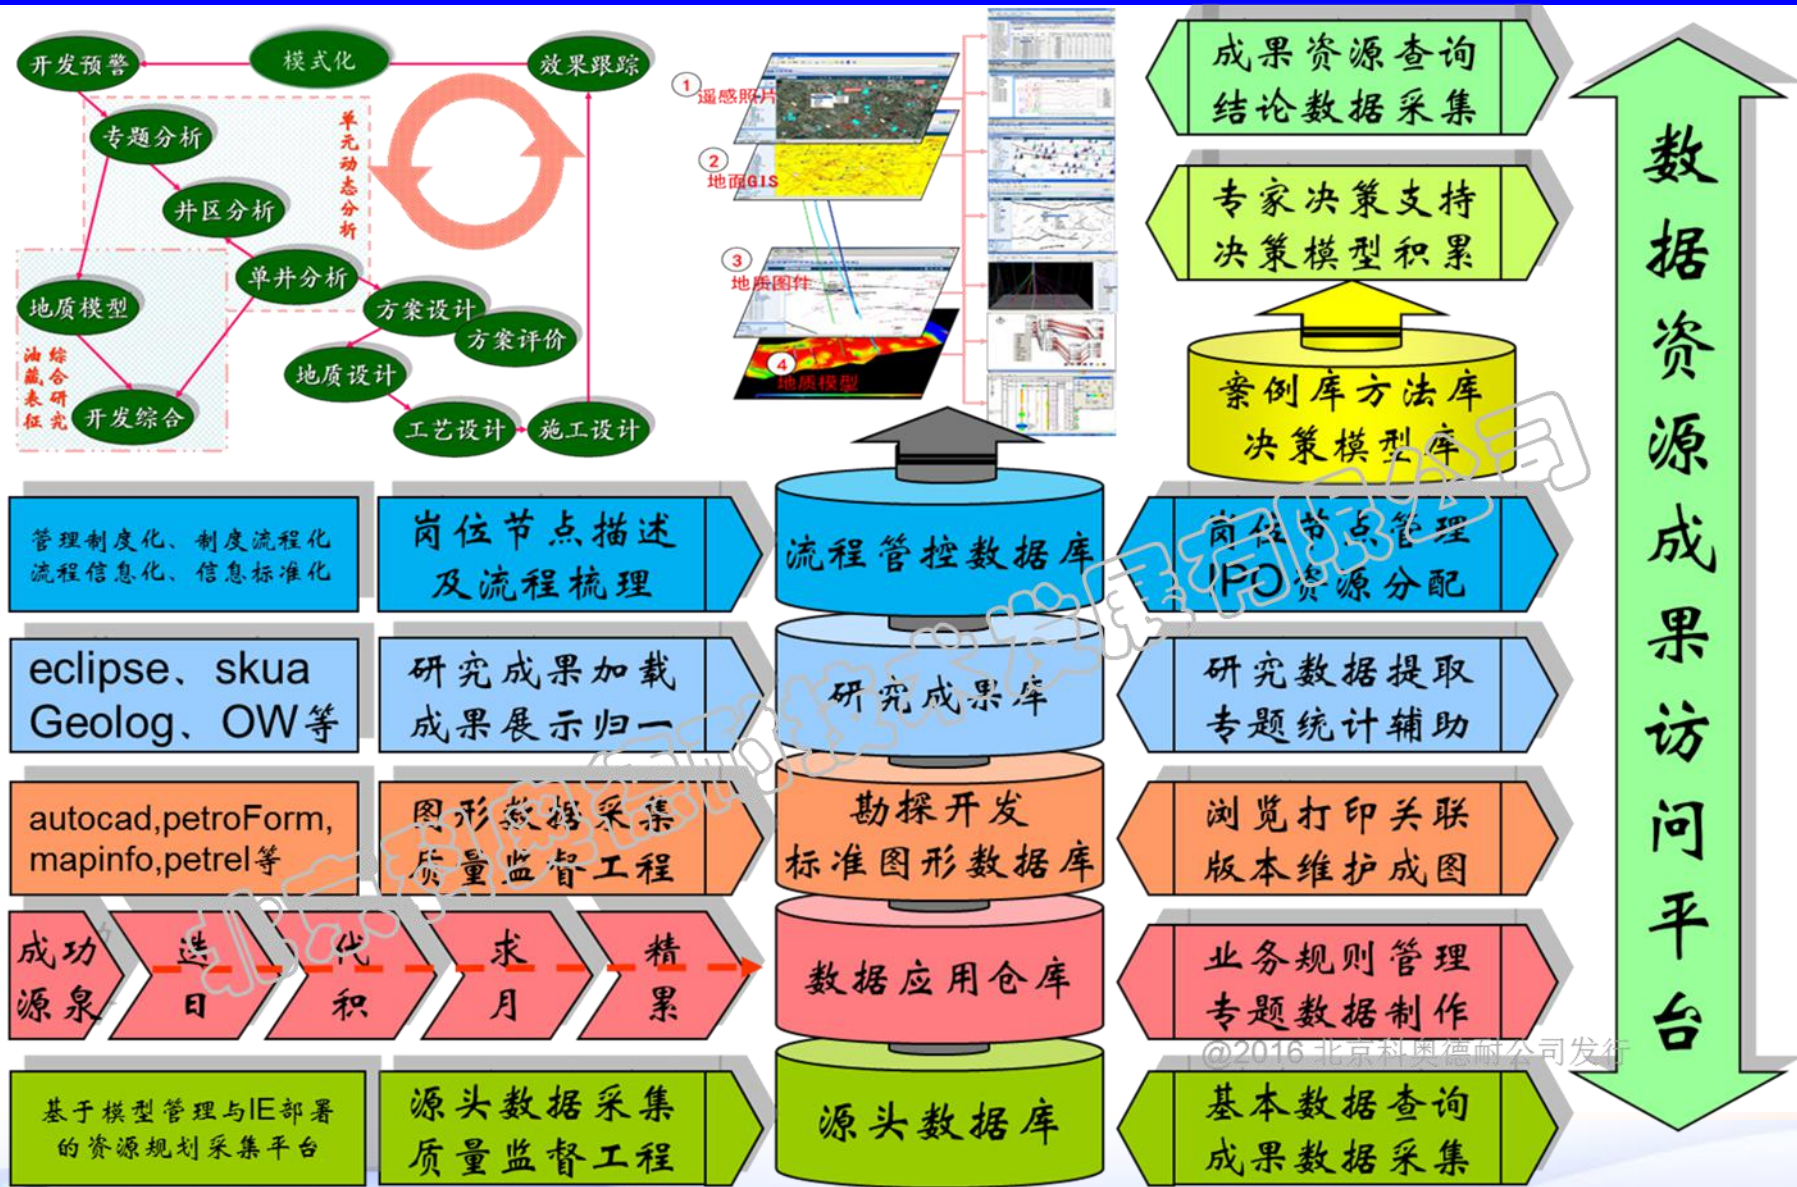 开发预警
模式化
效果跟踪
专题分析
单元动态分析
井区分析
单井分析
地质模型
方案设计
方案评价
地质设计
综合研究
油藏表征
开发综合
工艺设计
施工设计
1
遥感照片
2
地面GIS
3
地质图件
4
地质模型
成果资源查询
结论数据采集
专家决策支持
决策模型积累
案例库方法库
决策模型库
数据资源成果访问平台
管理制度化、制度流程化
流程信息化、信息标准化
岗位节点描述
及流程梳理
流程管控数据库
岗位节点管理
IPO资源分配
eclipse、skua
Geolog、OW等
研究成果加载
成果展示归一
研究成果库
研究数据提取
专题统计辅助
autocad,petroForm,
mapinfo,petrel等
图形数据采集
质量监督工程
勘探开发
标准图形数据库
浏览打印关联
版本维护成图
成功
源泉
选
日
代
积
求
月
精
累
数据应用仓库
业务规则管理
专题数据制作
基于模型管理与IE部署
的资源规划采集平台
源头数据采集
质量监督工程
源头数据库
基本数据查询
成果数据采集
北京科奥德耐技术发展有限公司
@2016 北京科奥德耐公司发行